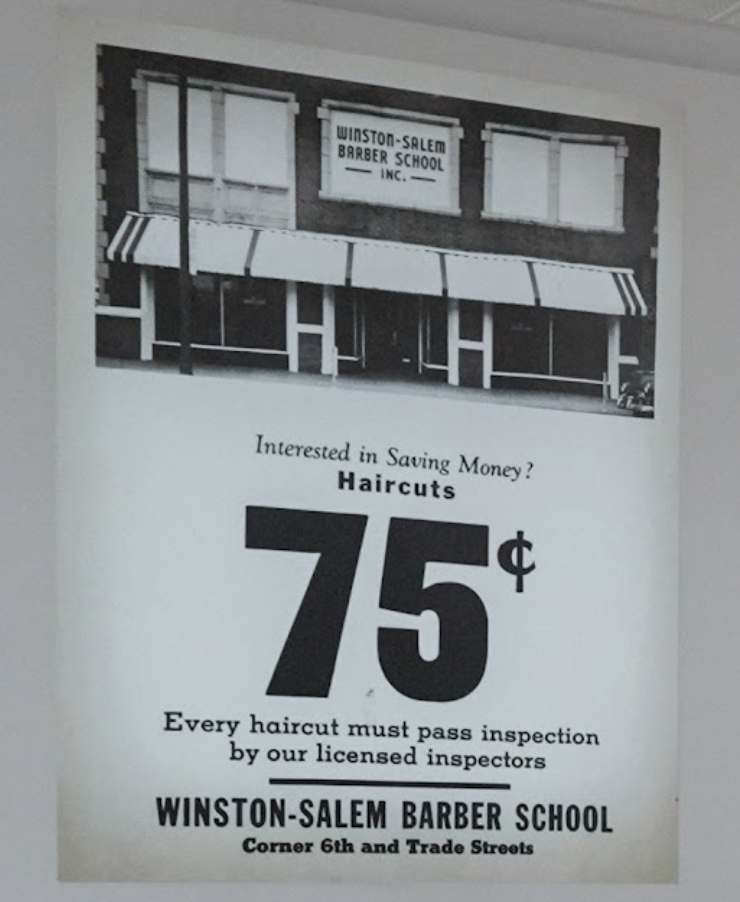 WINSTON-SALEM
BARBER SCHOOL
INC.
Interested in Saving Money?
Haircuts
75¢
Every haircut must pass inspection
by our licensed inspectors
WINSTON-SALEM BARBER SCHOOL
Corner 6th and Trade Streets